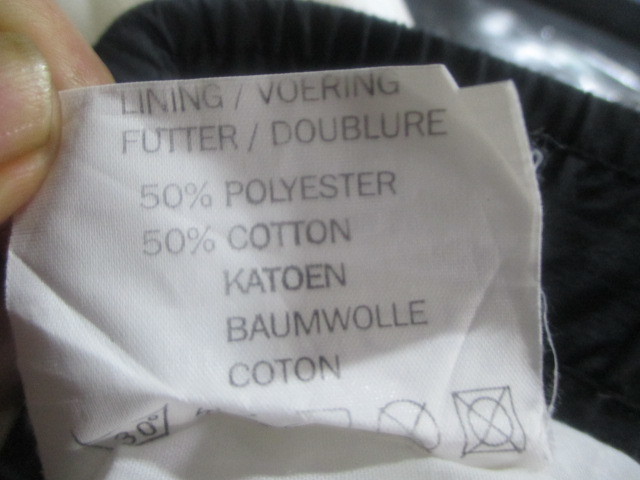 LINING / VOERING
FUTTER / DOUBLURE
50% POLYESTER
50% COTTON
KATOEN
BAUMWOLLE
COTON
30°